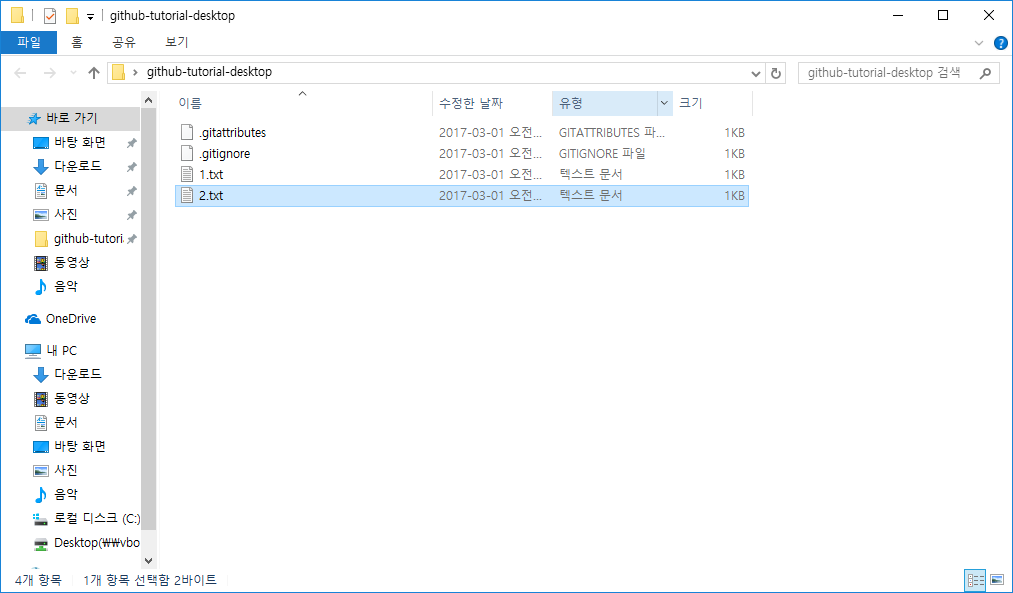 github-tutorial-desktop
파일 홈 공유 보기
github-tutorial-desktop
github-tutorial-desktop 검색
이름 수정한 날짜 유형 크기
.gitattributes 2017-03-01 오전... GITATTRIBUTES 파... 1KB
.gitignore 2017-03-01 오전... GITIGNORE 파일 1KB
1.txt 2017-03-01 오전... 텍스트 문서 1KB
2.txt 2017-03-01 오전... 텍스트 문서 1KB
바로 가기
바탕 화면
다운로드
문서
사진
github-tutori
동영상
음악
OneDrive
내 PC
다운로드
동영상
문서
바탕 화면
사진
음악
로컬 디스크 (C:)
Desktop(₩₩vbo
4개 항목 1개 항목 선택함 2바이트